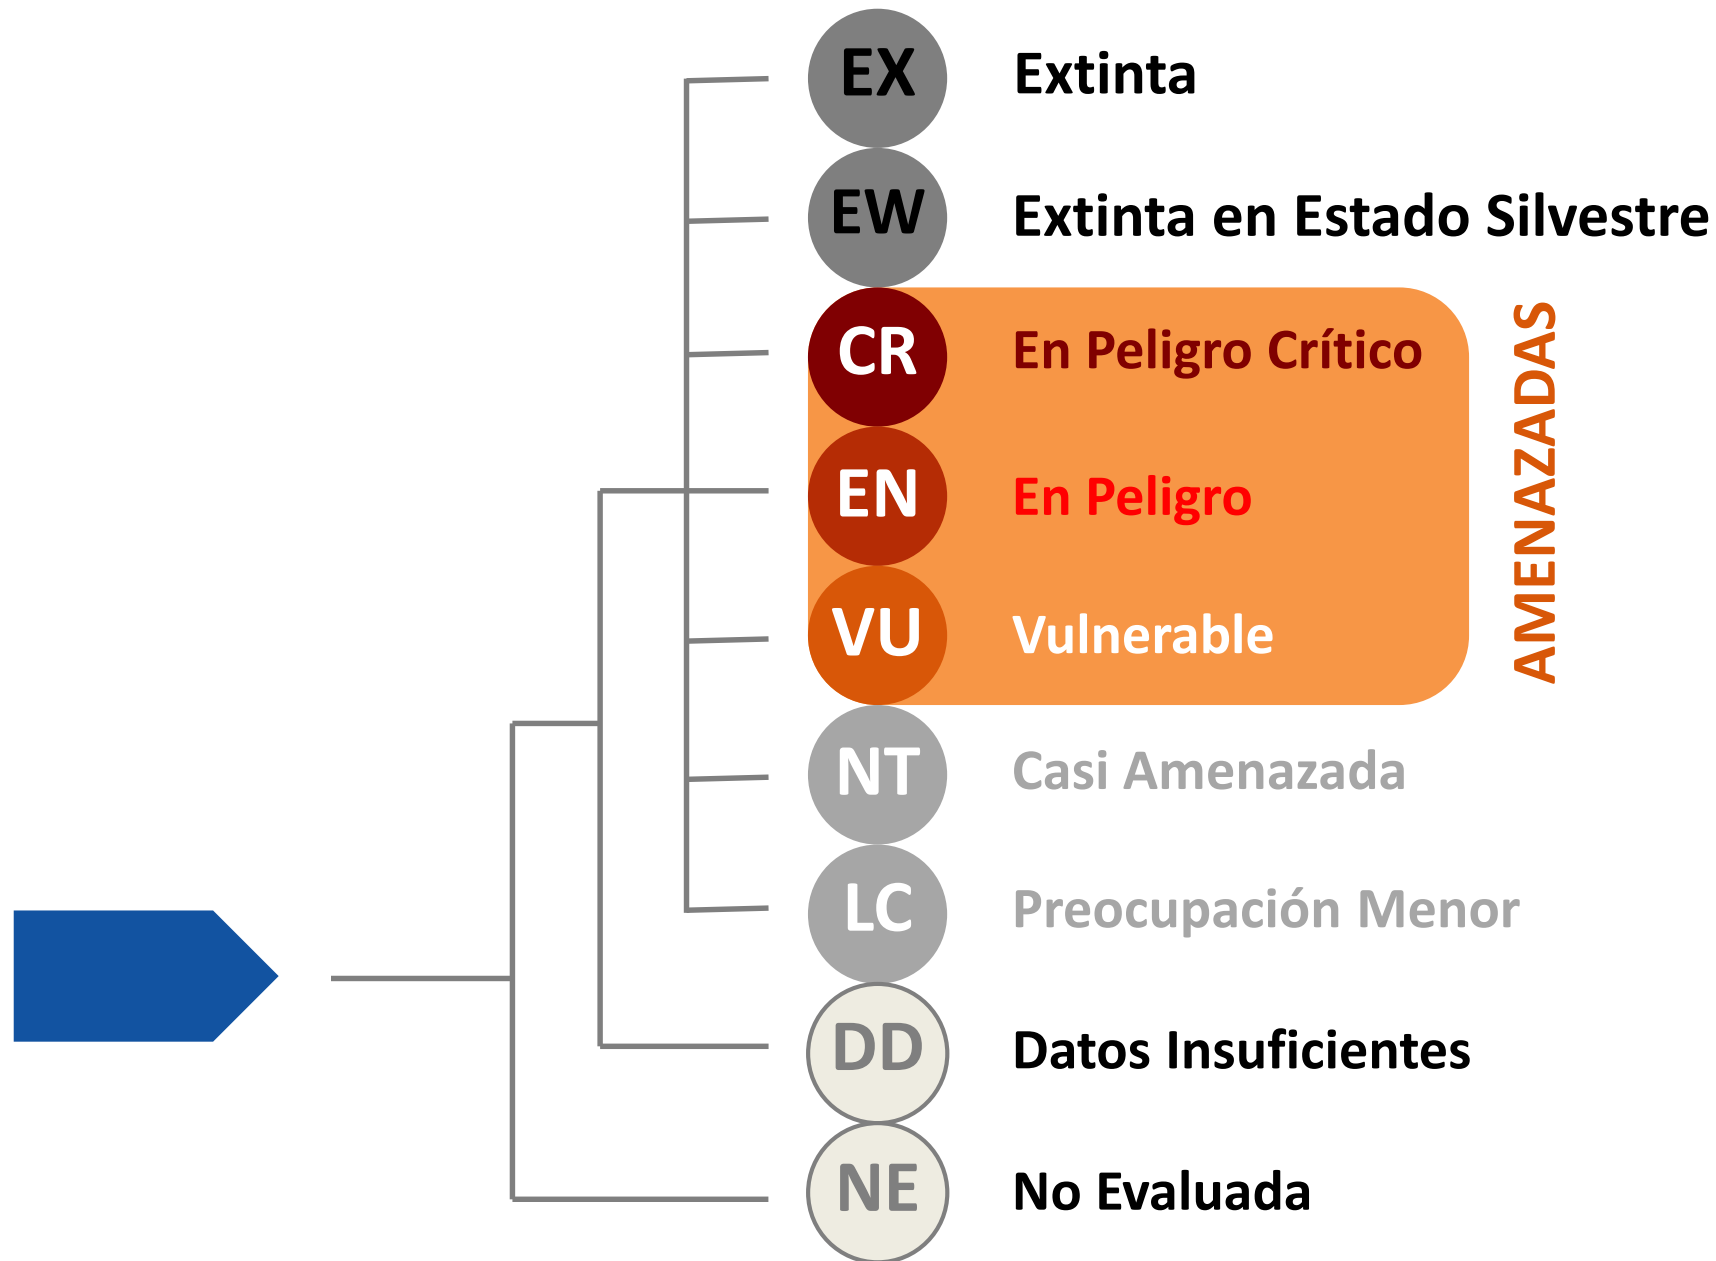 EX Extinta
EW Extinta en Estado Silvestre
CR En Peligro Crítico
EN En Peligro
VU Vulnerable
AMENAZADAS
NT Casi Amenazada
LC Preocupación Menor
DD Datos Insuficientes
NE No Evaluada